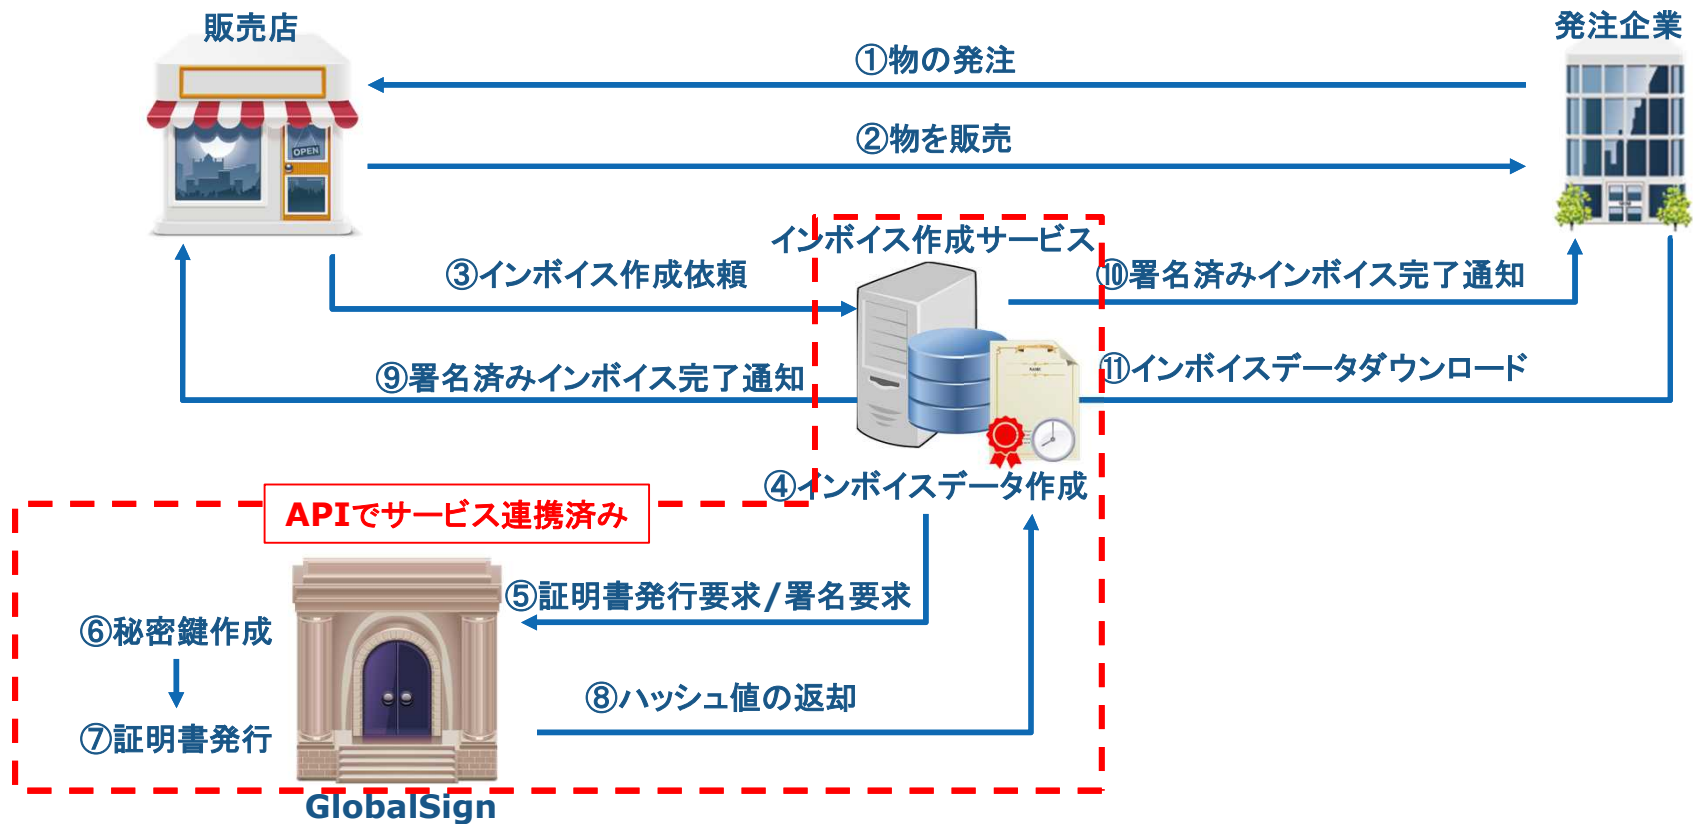 販売店
発注企業
①物の発注
②物を販売
OPEN
インボイス作成サービス
③インボイス作成依頼
⑩署名済みインボイス完了通知
⑨署名済みインボイス完了通知
⑪インボイスデータダウンロード
④インボイスデータ作成
APIでサービス連携済み
⑤証明書発行要求/署名要求
⑥秘密鍵作成
⑧ハッシュ値の返却
⑦証明書発行
GlobalSign